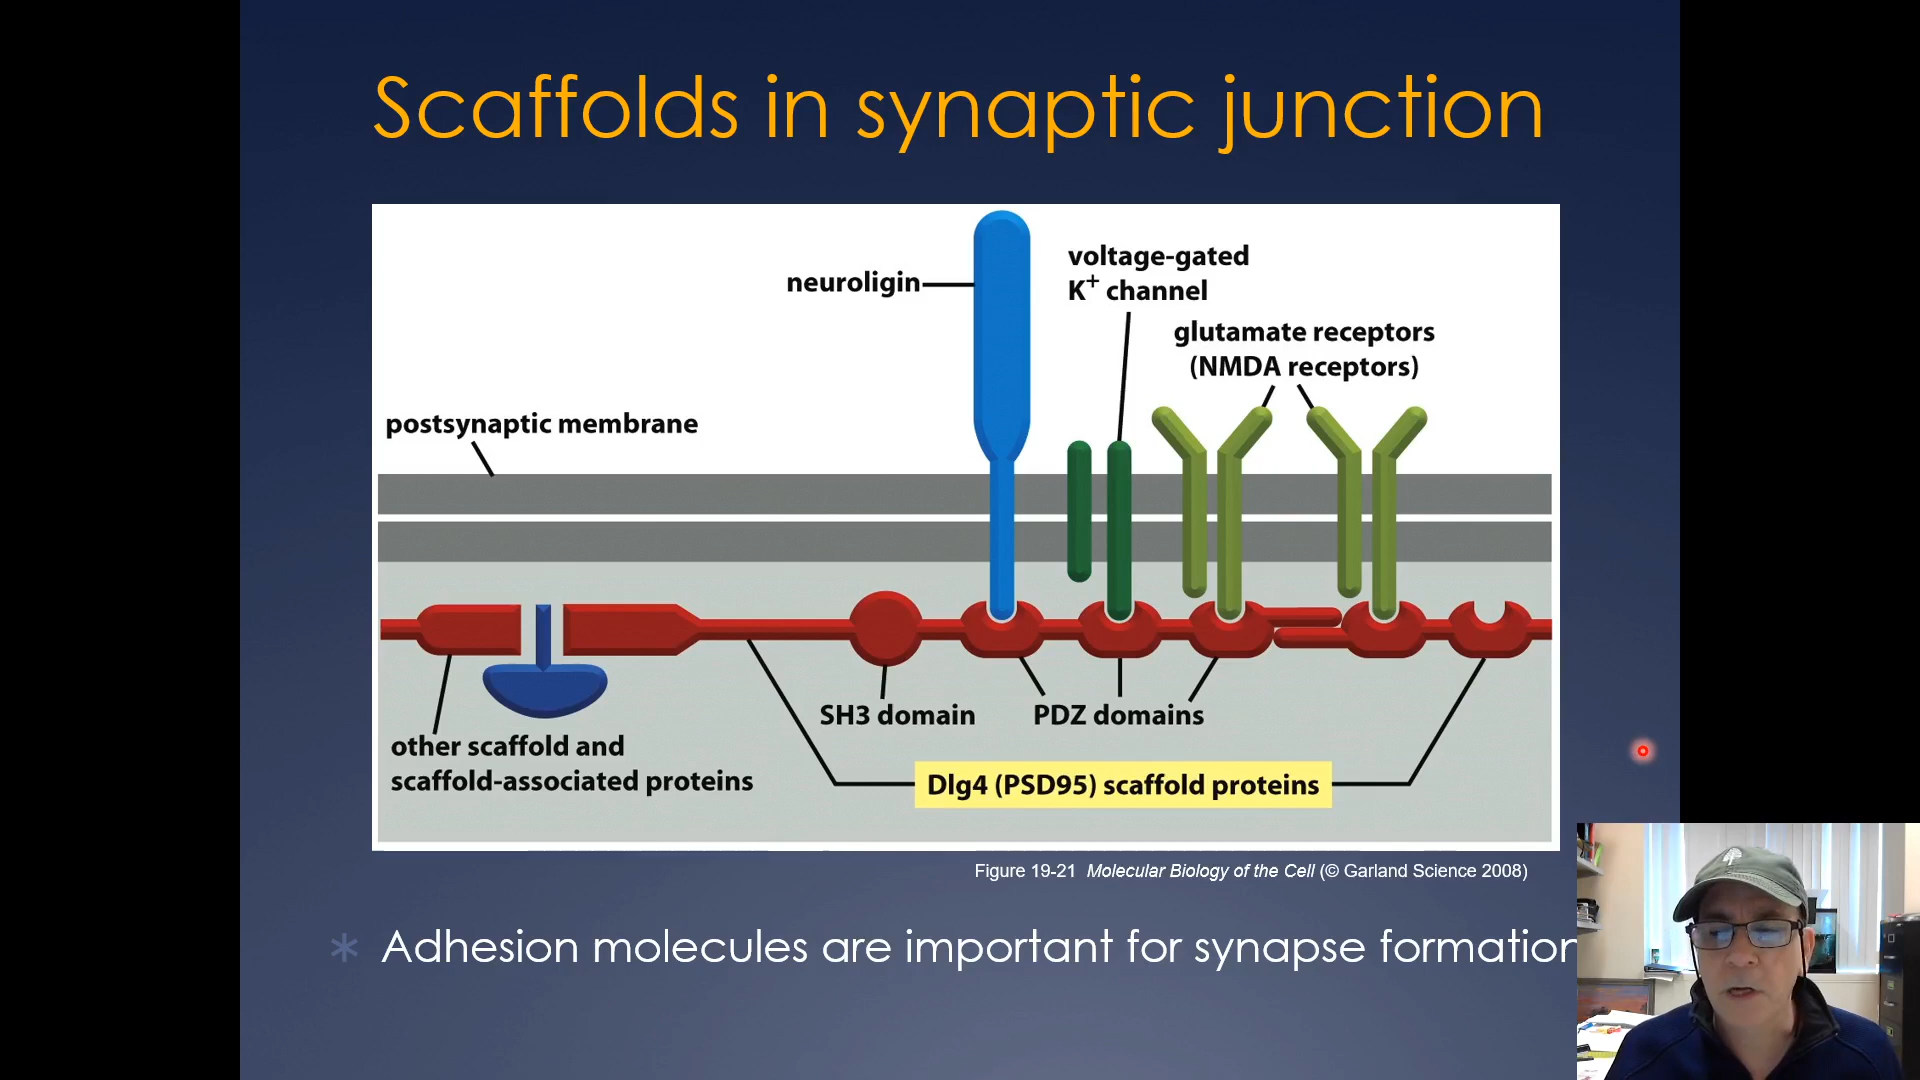 Scaffolds in synaptic junction
neuroligin
voltage-gated
K+ channel
glutamate receptors
(NMDA receptors)
postsynaptic membrane
SH3 domain
PDZ domains
other scaffold and
scaffold-associated proteins
Dlg4 (PSD95) scaffold proteins
Figure 19-21 Molecular Biology of the Cell (© Garland Science 2008)
* Adhesion molecules are important for synapse formation